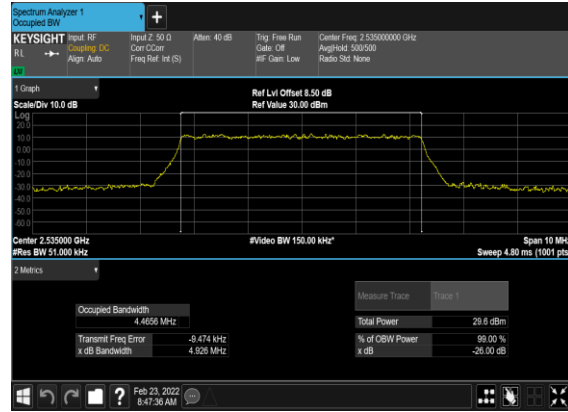 Spectrum Analyzer 1
Occupied BW
+
KEYSIGHT Input: RF Input Z: 50 Ω Atten: 40 dB Trig: Free Run Center Freq: 2.535000000 GHz
RL Coupling: DC Corr CCorr Gate: Off Avg|Hold: 500/500
Align: Auto Freq Ref: Int (S) #IF Gain: Low Radio Std: None
LXI
1 Graph
Ref Lvl Offset 8.50 dB
Scale/Div 10.0 dB Ref Value 30.00 dBm
Log
20.0
10.0
0.00
-10.0
-20.0
-30.0
-40.0
-50.0
-60.0
Center 2.535000 GHz #Video BW 150.00 kHz* Span 10 MHz
#Res BW 51.000 kHz Sweep 4.80 ms (1001 pts
2 Metrics
Measure Trace Trace 1
Occupied Bandwidth
4.4656 MHz Total Power 29.6 dBm
Transmit Freq Error -9.474 kHz % of OBW Power 99.00 %
x dB Bandwidth 4.926 MHz x dB -26.00 dB
? Feb 23, 2022
8:47:36 AM